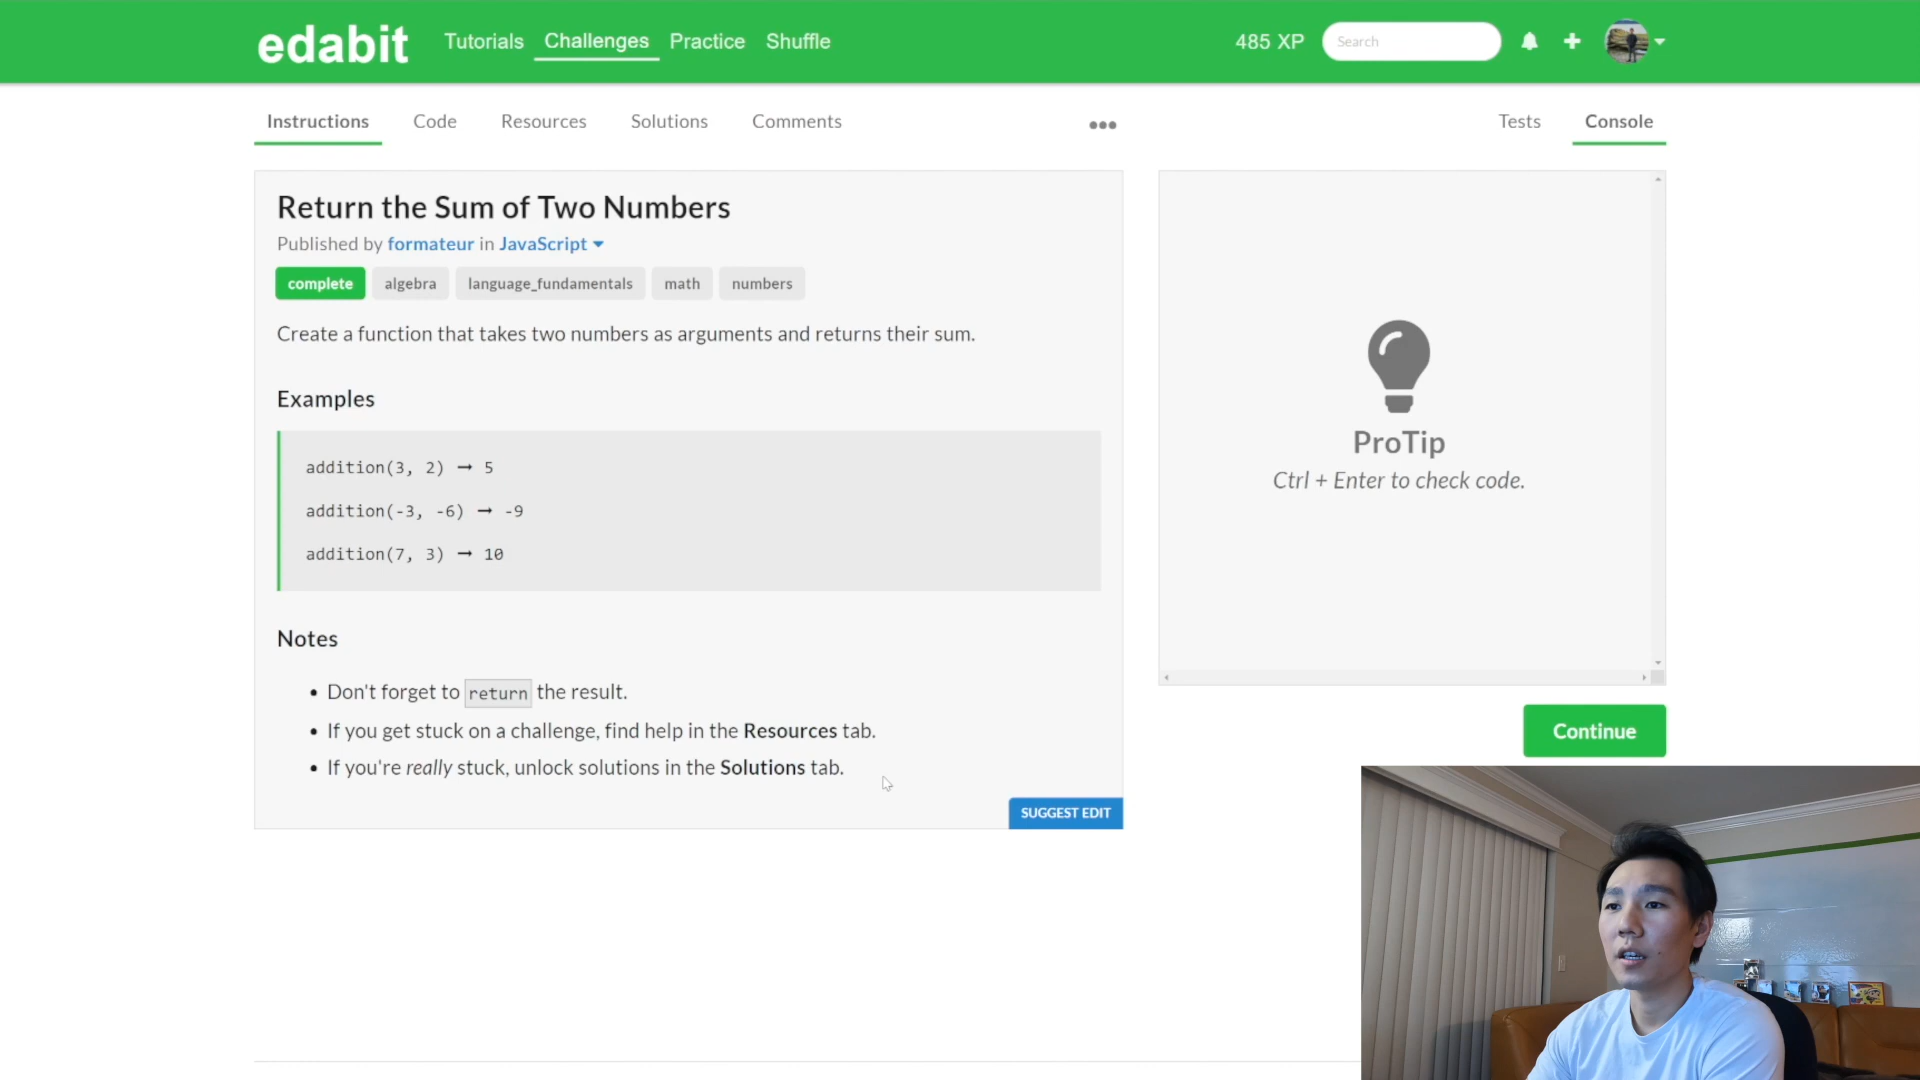 edabit Tutorials Challenges Practice Shuffle 485 XP Search
Instructions Code Resources Solutions Comments Tests Console
Return the Sum of Two Numbers
Published by formateur in JavaScript
complete algebra language_fundamentals math numbers
Create a function that takes two numbers as arguments and returns their sum.
Examples
addition(3, 2) ➞ 5
addition(-3, -6) ➞ -9
addition(7, 3) ➞ 10
Notes
• Don't forget to return the result.
• If you get stuck on a challenge, find help in the Resources tab.
• If you're really stuck, unlock solutions in the Solutions tab.
SUGGEST EDIT
ProTip
Ctrl + Enter to check code.
Continue